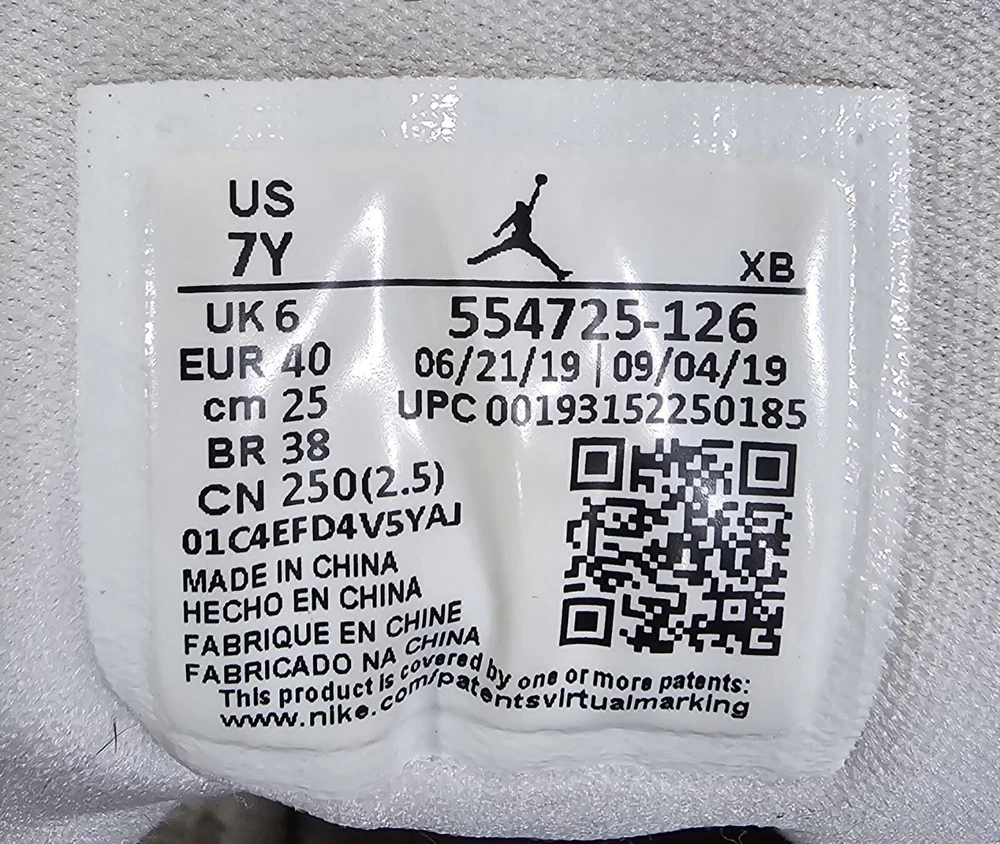 US
7Y
XB
UK 6
EUR 40
cm 25
BR 38
CN 250(2.5)
554725-126
06/21/19 | 09/04/19
UPC 00193152250185
01C4EFD4V5YAJ
MADE IN CHINA
HECHO EN CHINA
FABRIQUE EN CHINE
FABRICADO NA CHINA
This product is covered by one or more patents:
www.nike.com/patentsvirtualmarking